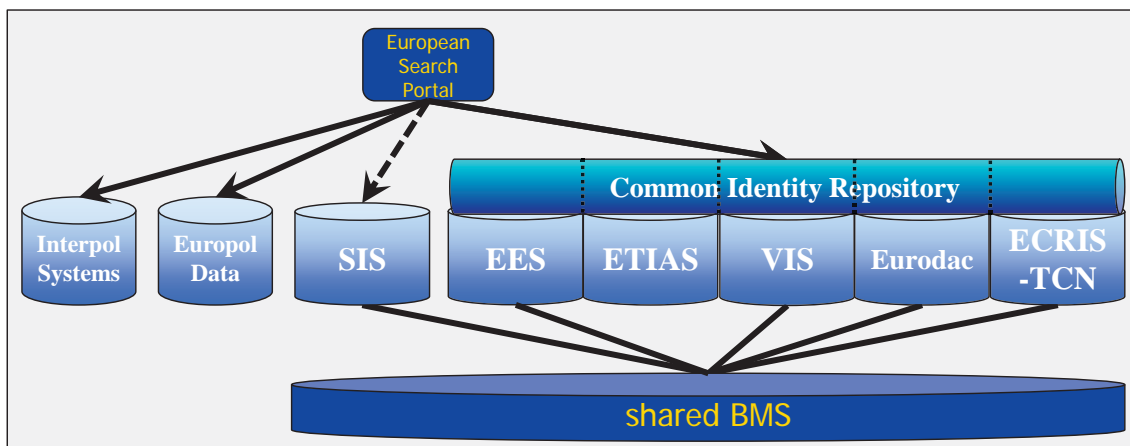 European
Search
Portal
Common Identity Repository
Interpol
Systems
Europol
Data
SIS
EES
ETIAS
VIS
Eurodac
ECRIS
-TCN
shared BMS